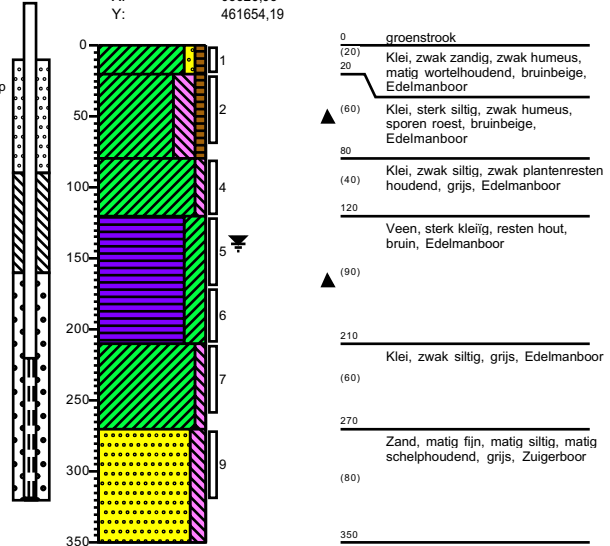 Y: 461654,19
0 groenstrook
(20) Klei, zwak zandig, zwak humeus,
20 matig wortelhoudend, bruinbeige,
Edelmanboor
(60) Klei, sterk siltig, zwak humeus,
sporen roest, bruinbeige,
Edelmanboor
80
(40) Klei, zwak siltig, zwak plantenresten
houdend, grijs, Edelmanboor
120
Veen, sterk kleiïg, resten hout,
bruin, Edelmanboor
(90)
210
Klei, zwak siltig, grijs, Edelmanboor
(60)
270
Zand, matig fijn, matig siltig, matig
schelphoudend, grijs, Zuigerboor
(80)
350
0
50
100
150
200
250
300
350
1
2
4
5
6
7
9
p